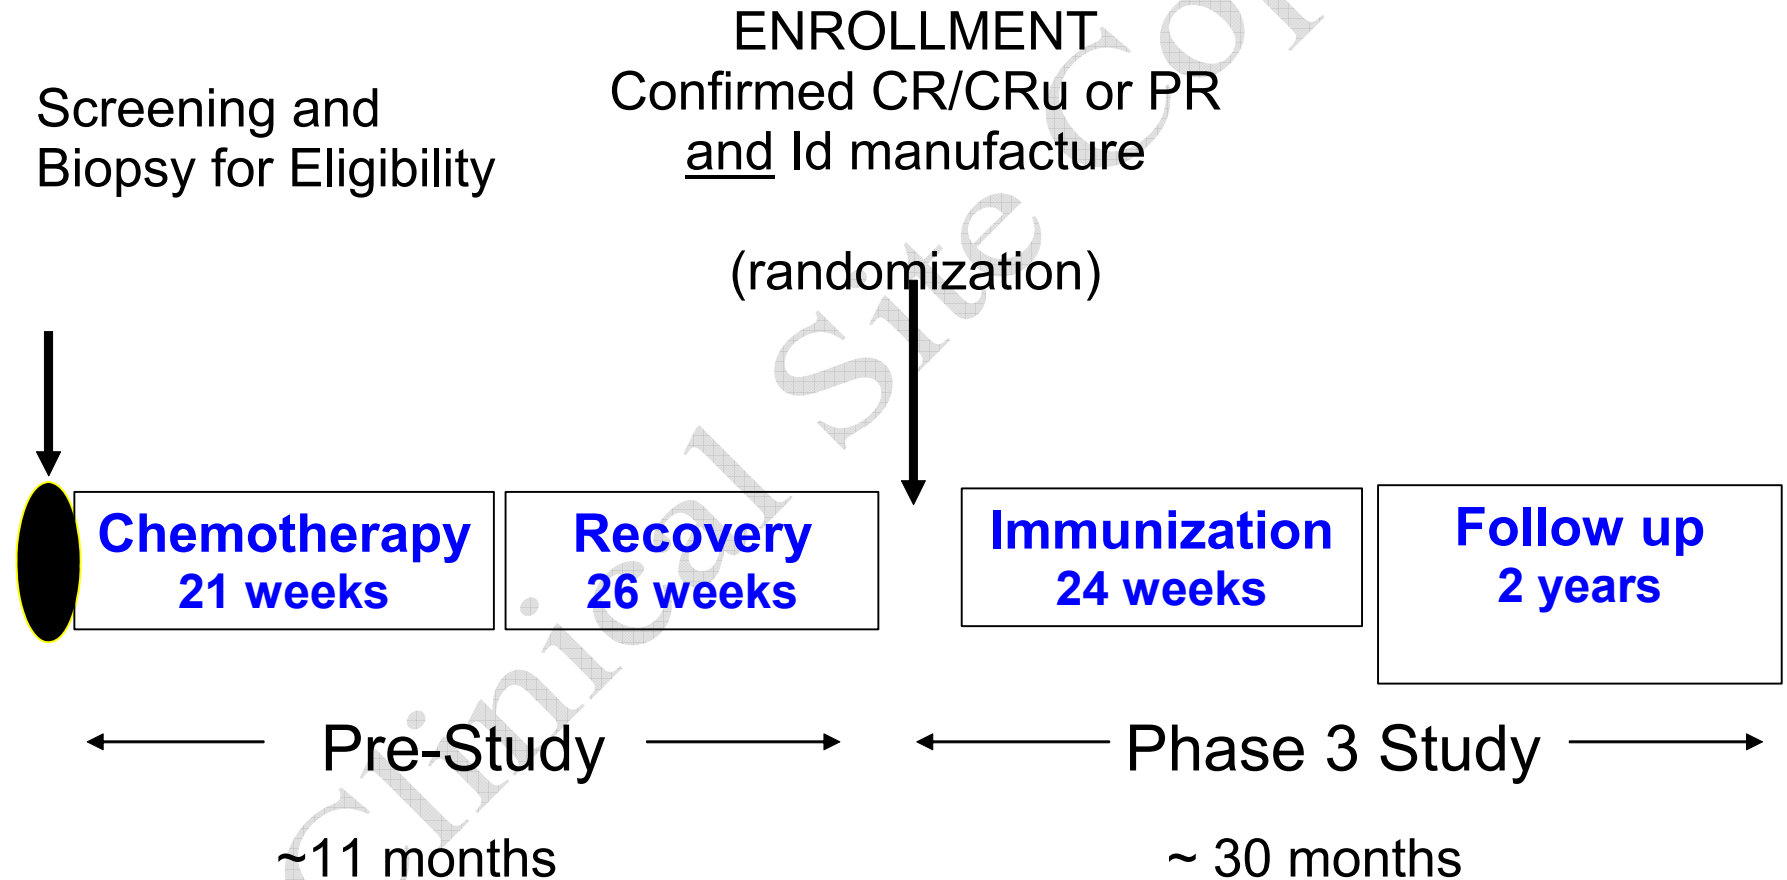 ENROLLMENT
Confirmed CR/CRu or PR
and Id manufacture
(randomization)
Screening and
Biopsy for Eligibility
Chemotherapy
21 weeks
Recovery
26 weeks
Immunization
24 weeks
Follow up
2 years
Pre-Study
Phase 3 Study
~11 months
~ 30 months
Clinical Site